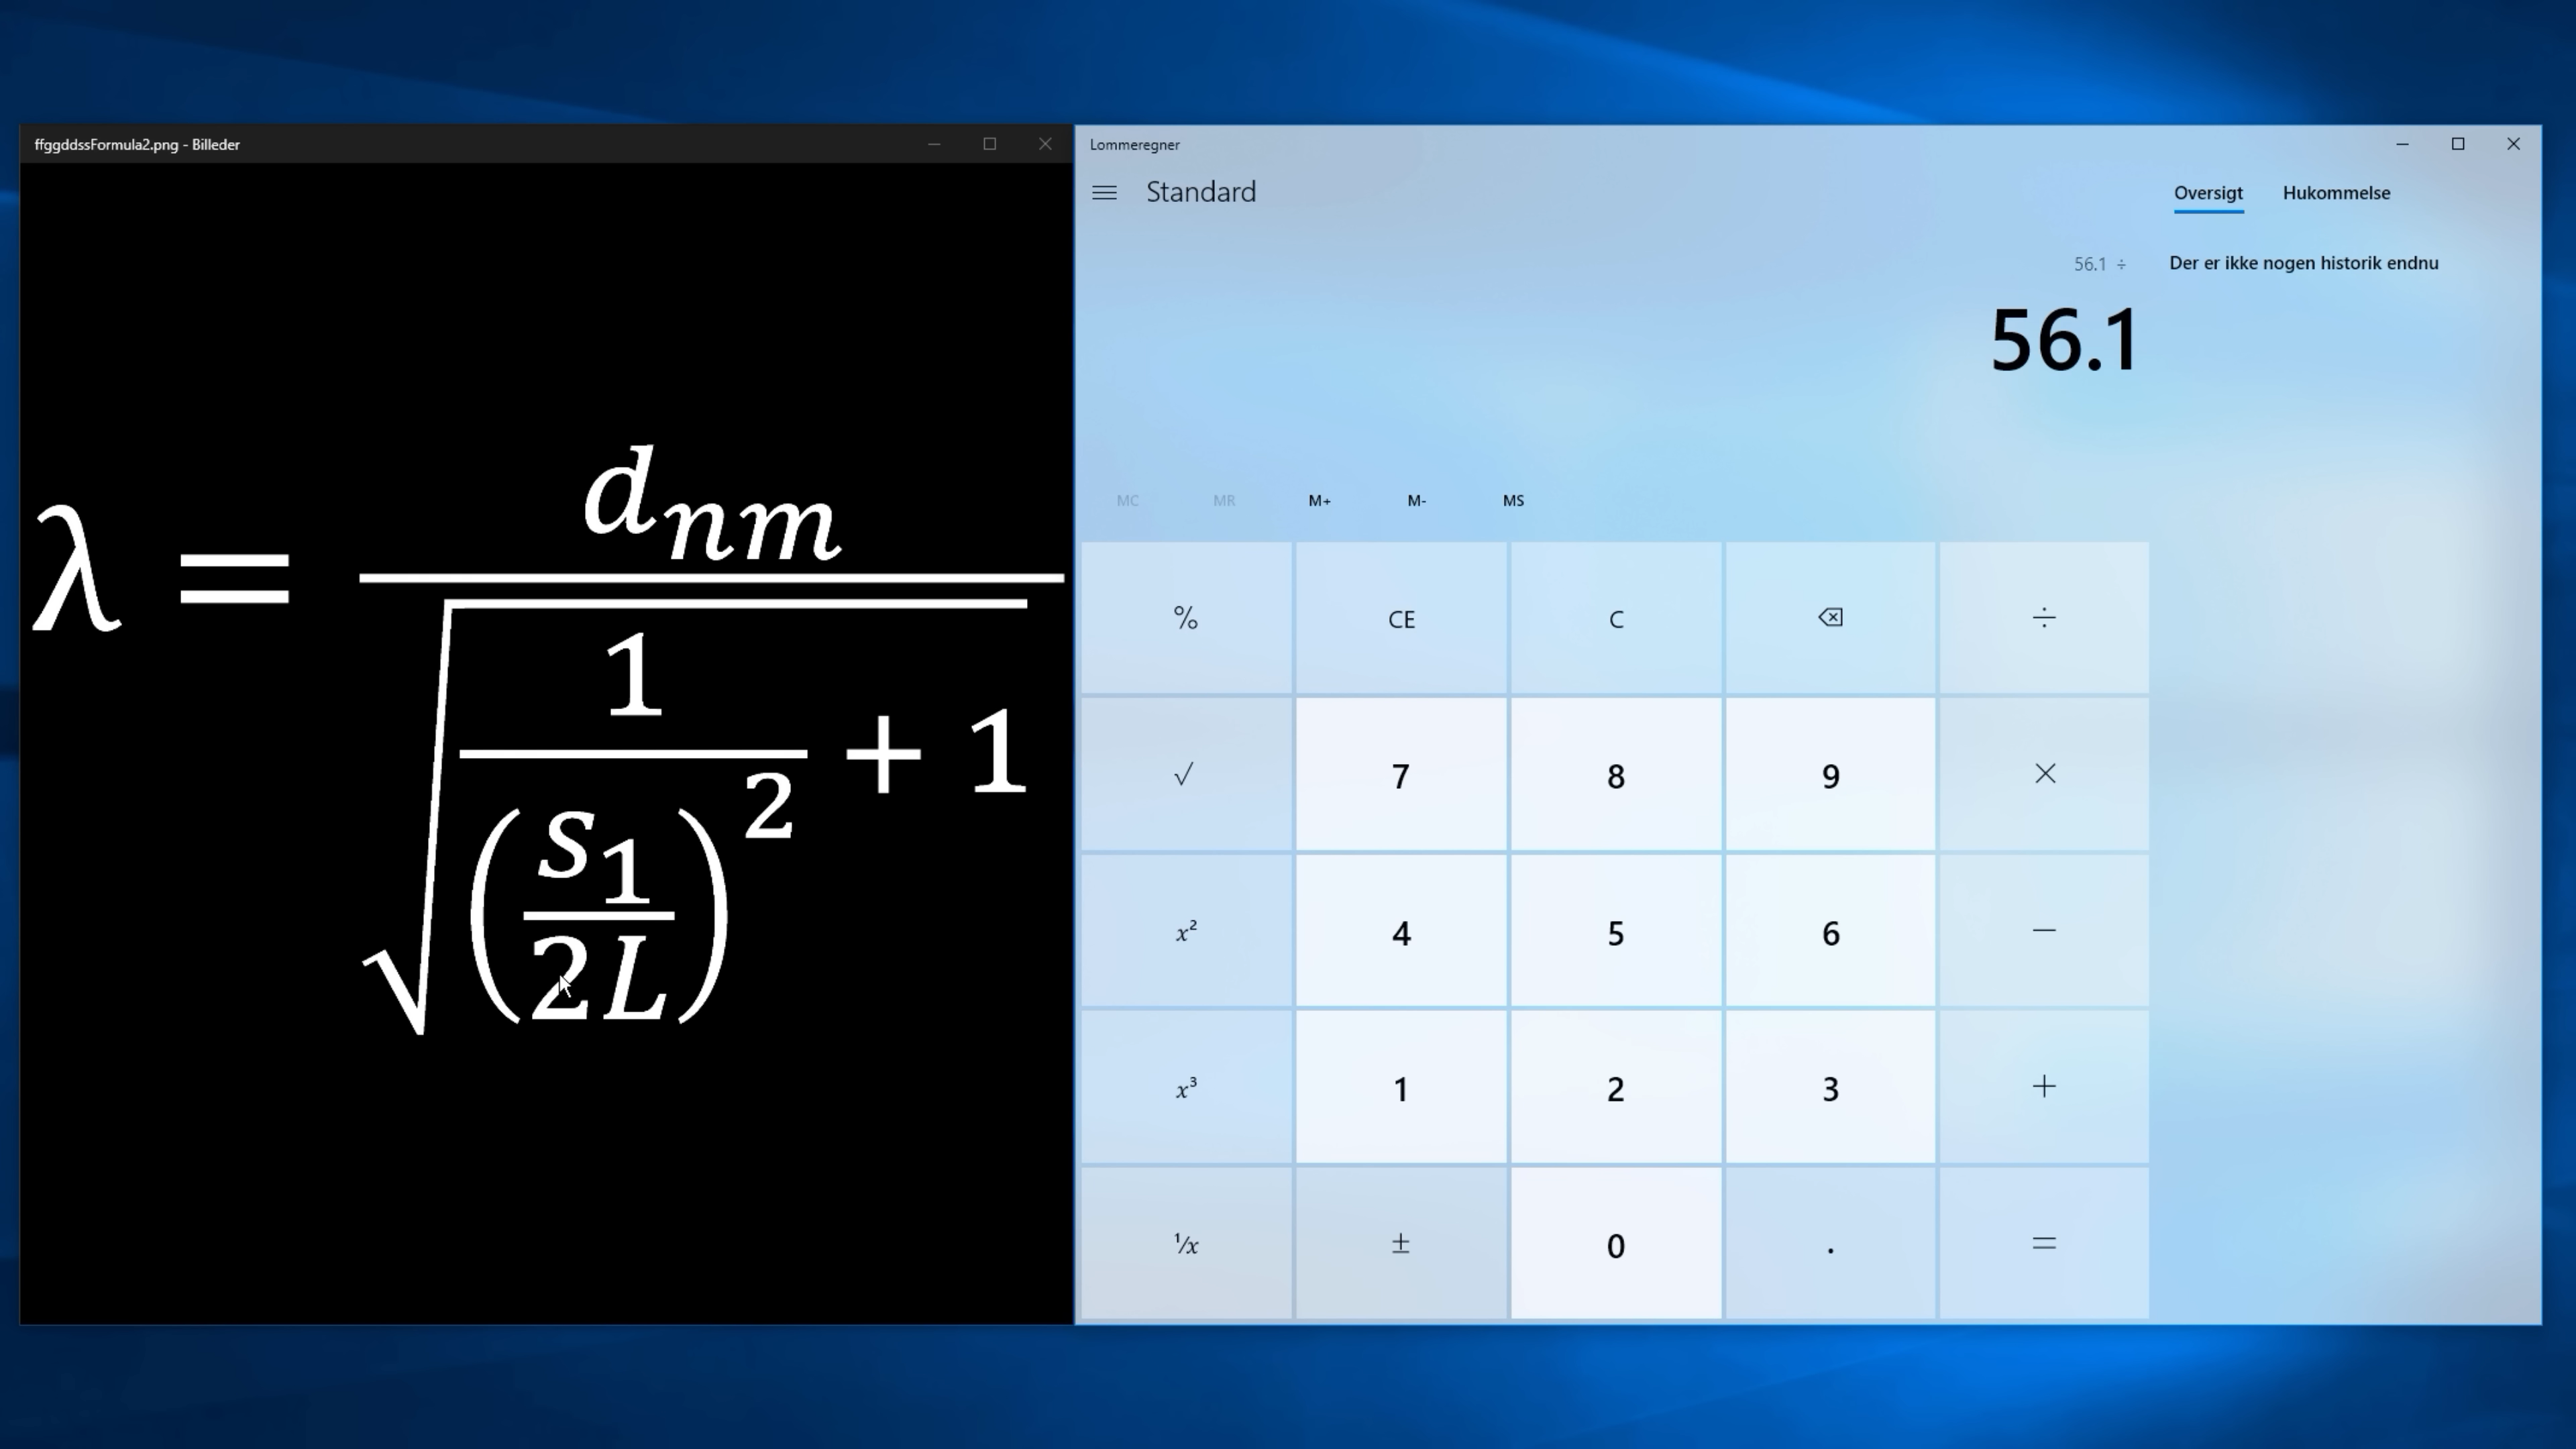 ffggddssFormula2.png - Billeder
λ = d_nm / √(1 / (s_1 / 2L)^2 + 1)
Lommeregner
Standard
Oversigt Hukommelse
56.1 ÷
Der er ikke nogen historik endnu
56.1
MC MR M+ M- MS
% CE C ÷
√ 7 8 9 ×
x² 4 5 6 −
x³ 1 2 3 +
¹/x ± 0 . =